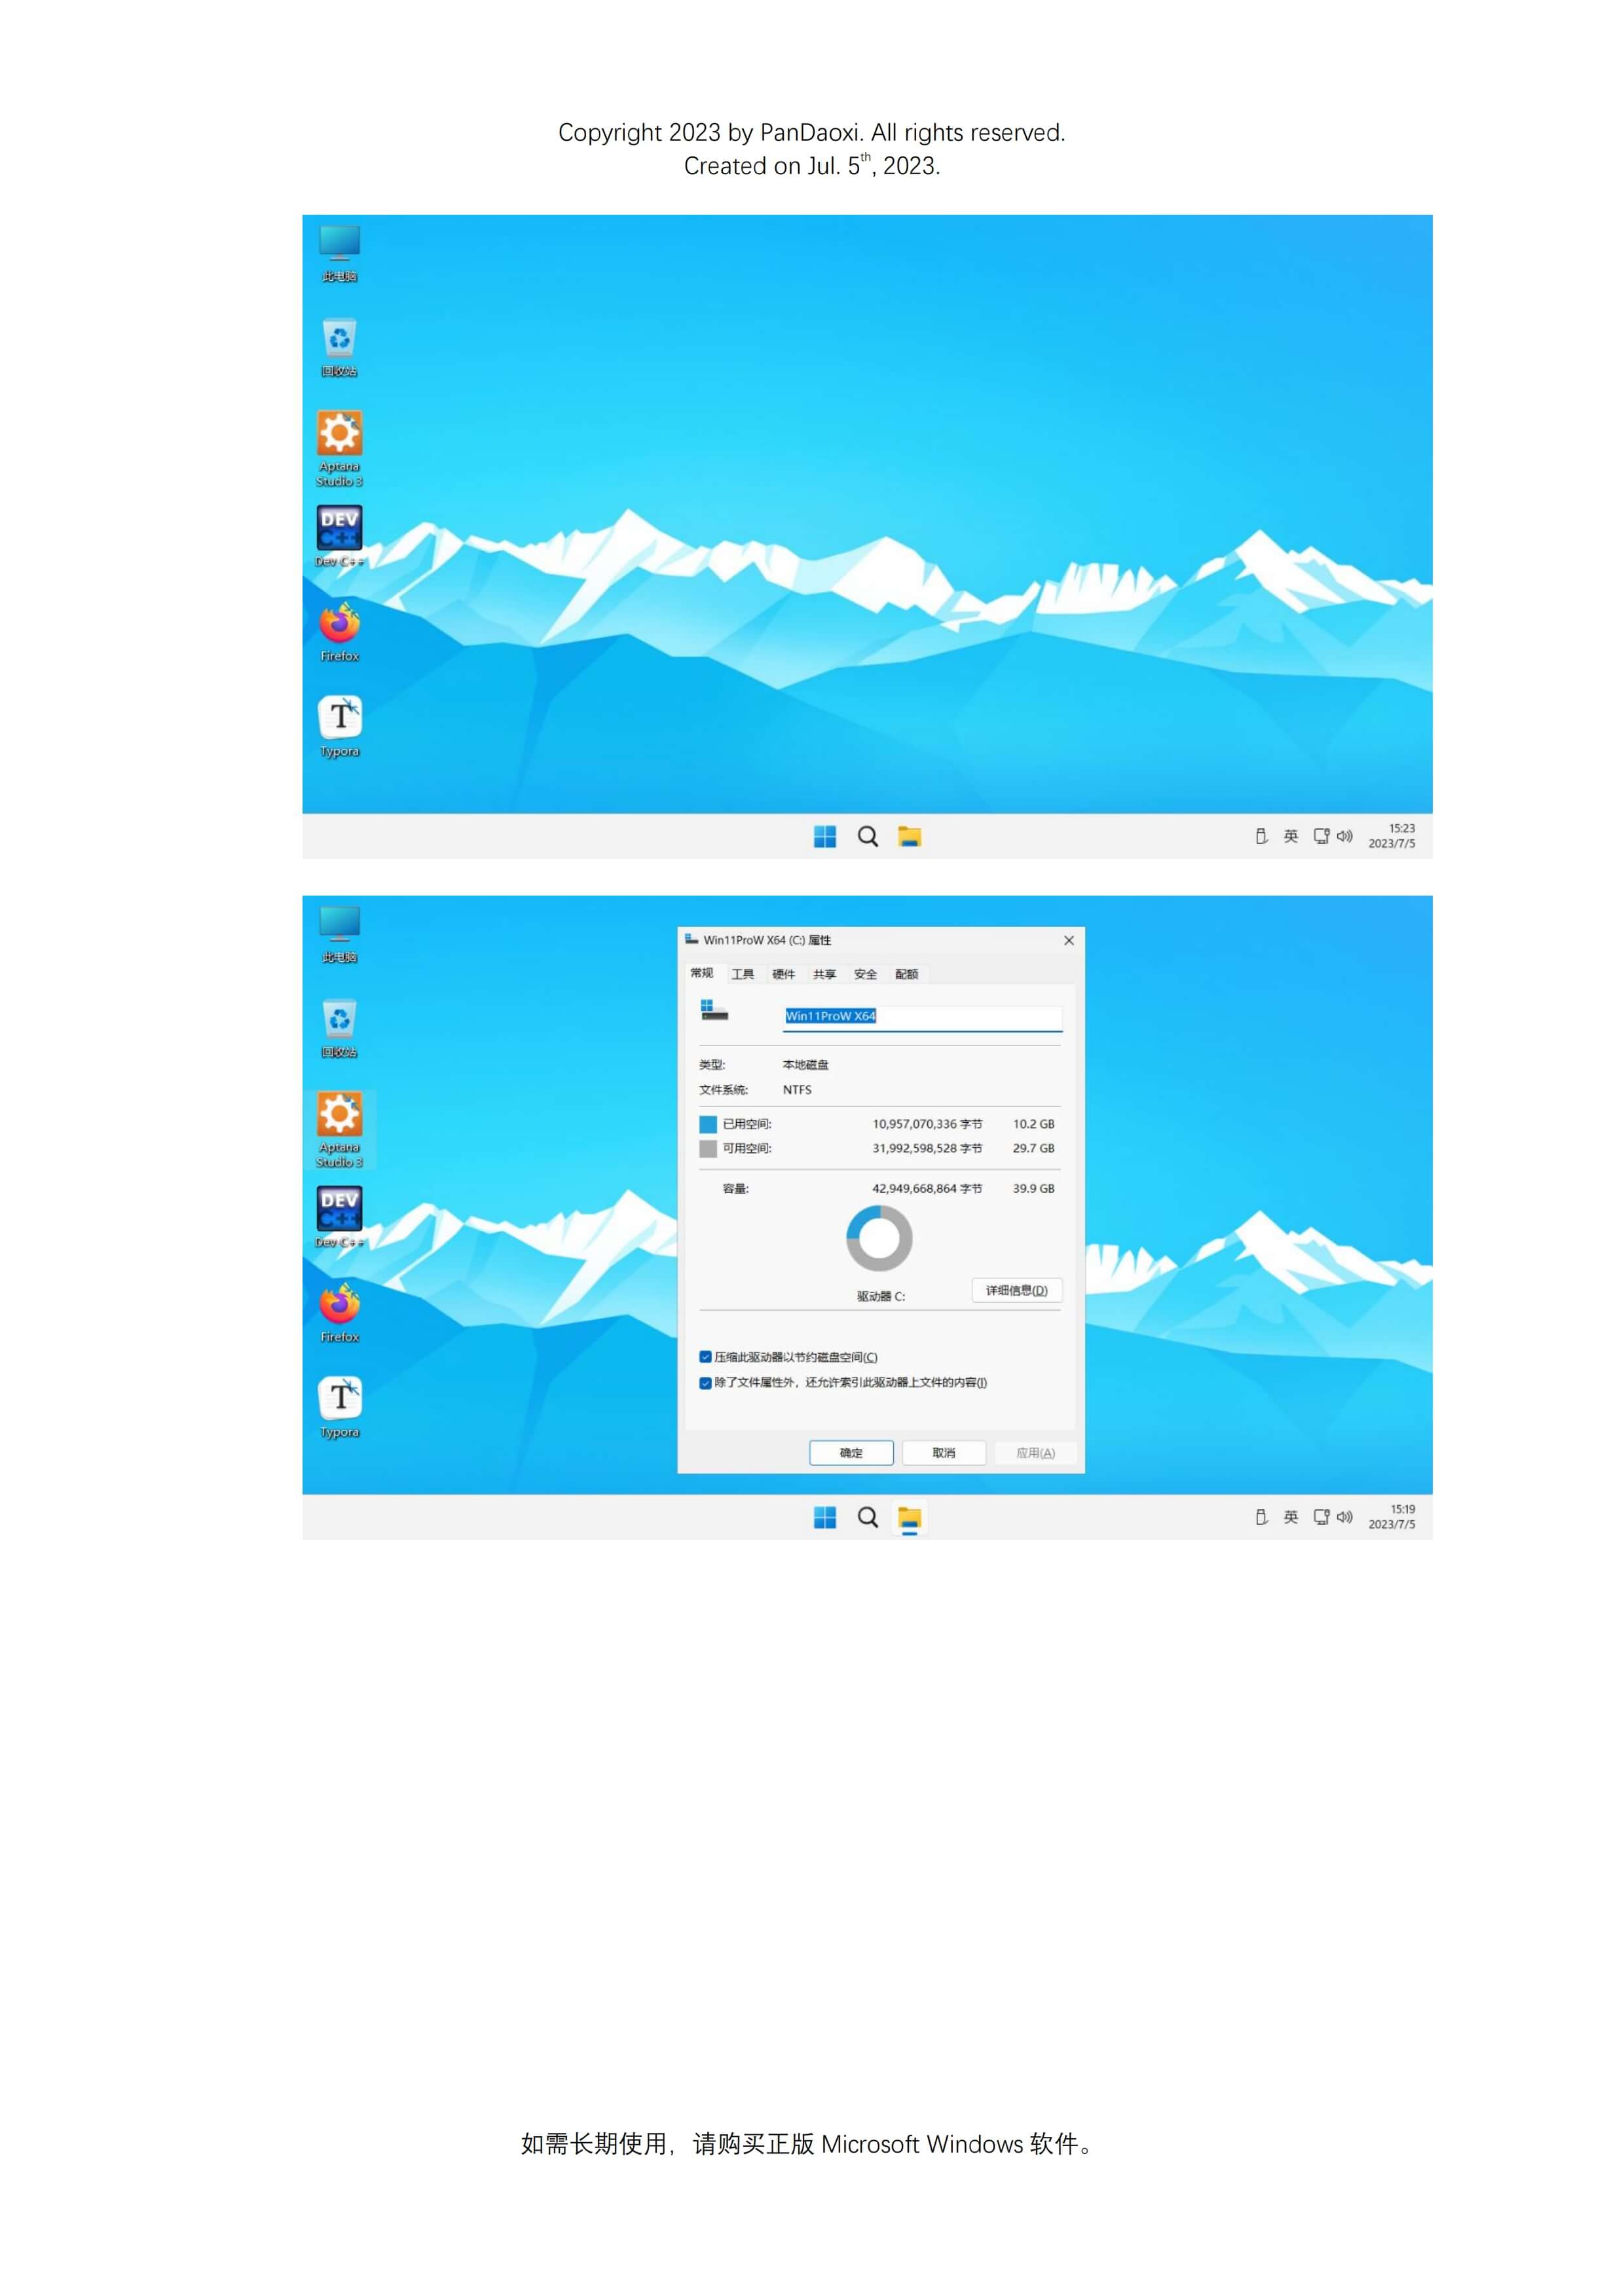 Copyright 2023 by PanDaoxi. All rights reserved.
Created on Jul. 5th, 2023.
此电脑
回收站
Aptana
Studio 3
DEV
C++
Dev C++
Firefox
T
Typora
英
15:23
2023/7/5
此电脑
回收站
Aptana
Studio 3
DEV
C++
Dev C++
Firefox
T
Typora
Win11ProW X64 (C:) 属性
常规 工具 硬件 共享 安全 配额
Win11ProW X64
类型: 本地磁盘
文件系统: NTFS
已用空间: 10,957,070,336 字节 10.2 GB
可用空间: 31,992,598,528 字节 29.7 GB
容量: 42,949,668,864 字节 39.9 GB
驱动器 C:
详细信息(D)
压缩此驱动器以节约磁盘空间(C)
除了文件属性外，还允许索引此驱动器上文件的内容(I)
确定 取消 应用(A)
英
15:19
2023/7/5
如需长期使用，请购买正版 Microsoft Windows 软件。